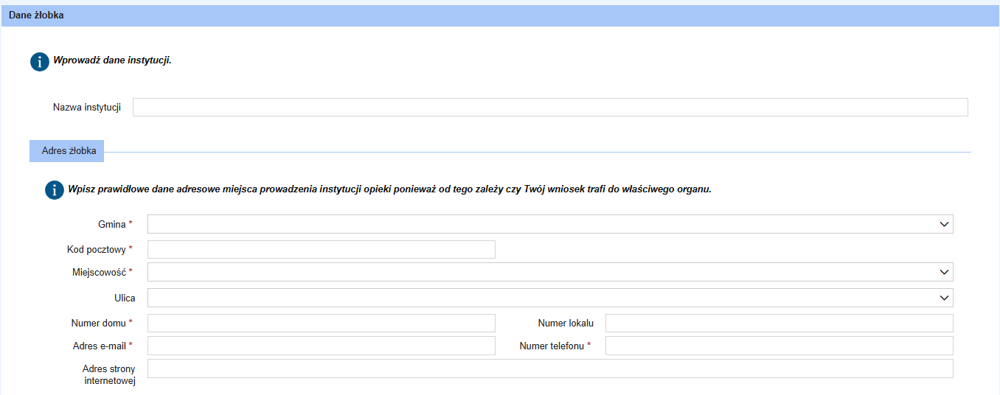 Dane żłobka
Wprowadź dane instytucji.
Nazwa instytucji
Adres żłobka
Wpisz prawidłowe dane adresowe miejsca prowadzenia instytucji opieki ponieważ od tego zależy czy Twój wniosek trafi do właściwego organu.
Gmina *
Kod pocztowy *
Miejscowość *
Ulica
Numer domu *
Numer lokalu
Adres e-mail *
Numer telefonu *
Adres strony
internetowej